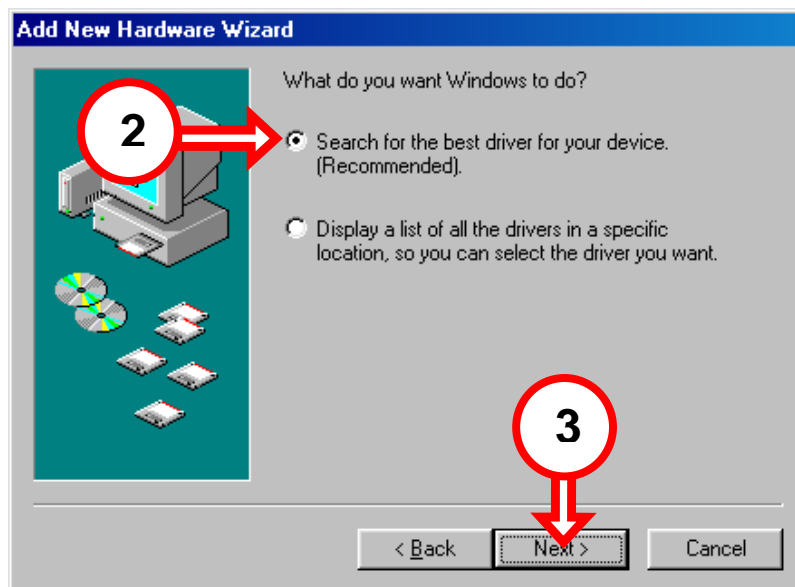 Add New Hardware Wizard
What do you want Windows to do?
2
Search for the best driver for your device.
(Recommended).
Display a list of all the drivers in a specific
location, so you can select the driver you want.
3
< Back
Next >
Cancel